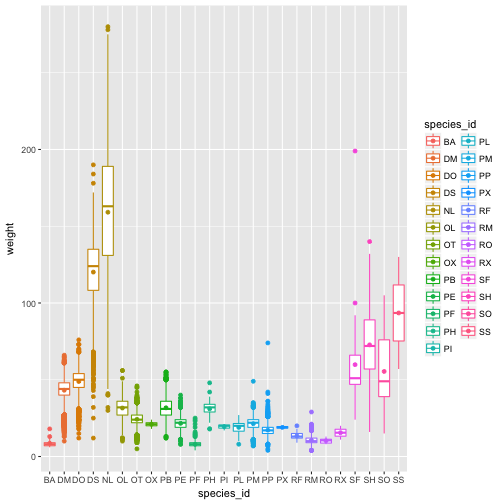 weight
200
100
0
BA DM DO DS NL OL OT OX PB PE PF PH PI PL PM PP PX RF RM RO RX SF SH SO SS
species_id
species_id
BA PL
DM PM
DO PP
DS PX
NL RF
OL RM
OT RO
OX RX
PB SF
PE SH
PF SO
PH SS
PI